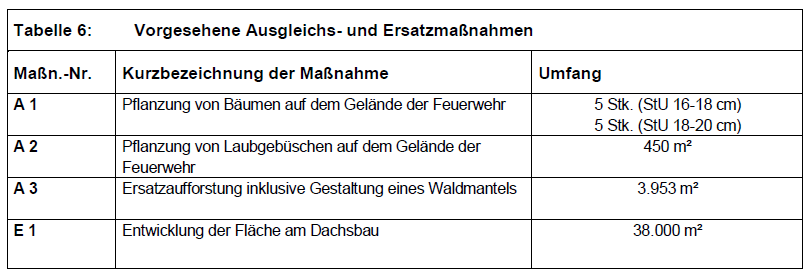 Tabelle 6: Vorgesehene Ausgleichs- und Ersatzmaßnahmen
Maßn.-Nr. Kurzbezeichnung der Maßnahme Umfang
A 1 Pflanzung von Bäumen auf dem Gelände der Feuerwehr 5 Stk. (StU 16-18 cm)
5 Stk. (StU 18-20 cm)
A 2 Pflanzung von Laubgebüschen auf dem Gelände der 450 m²
Feuerwehr
A 3 Ersatzaufforstung inklusive Gestaltung eines Waldmantels 3.953 m²
E 1 Entwicklung der Fläche am Dachsbau 38.000 m²